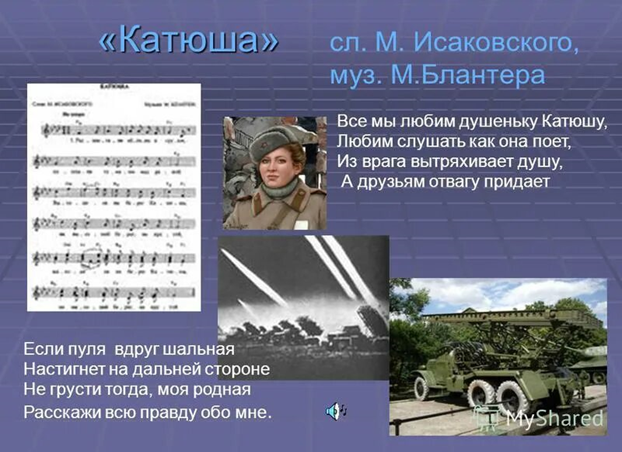 «Катюша»
сл. М. Исаковского,
муз. М.Блантера
КАТЮША
Слова М. ИСАКОВСКОГО
Музыка М. БЛАНТЕРА
Все мы любим душеньку Катюшу,
Любим слушать как она поет,
Из врага вытряхивает душу,
А друзьям отвагу придает
Если пуля вдруг шальная
Настигнет на дальней стороне
Не грусти тогда, моя родная
Расскажи всю правду обо мне.
MyShared